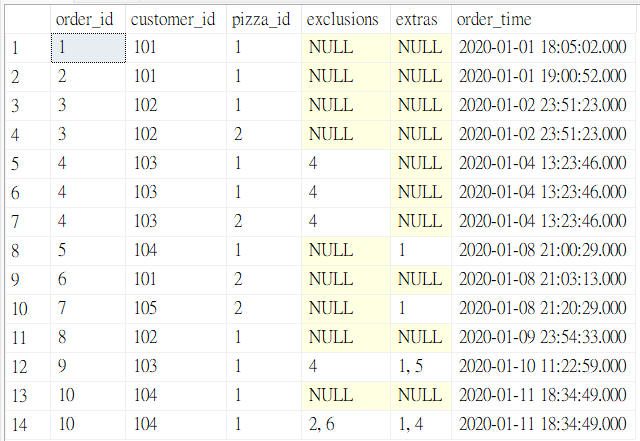 order_id customer_id pizza_id exclusions extras order_time
1 1 101 1 NULL NULL 2020-01-01 18:05:02.000
2 2 101 1 NULL NULL 2020-01-01 19:00:52.000
3 3 102 1 NULL NULL 2020-01-02 23:51:23.000
4 3 102 2 NULL NULL 2020-01-02 23:51:23.000
5 4 103 1 4 NULL 2020-01-04 13:23:46.000
6 4 103 1 4 NULL 2020-01-04 13:23:46.000
7 4 103 2 4 NULL 2020-01-04 13:23:46.000
8 5 104 1 NULL 1 2020-01-08 21:00:29.000
9 6 101 2 NULL NULL 2020-01-08 21:03:13.000
10 7 105 2 NULL 1 2020-01-08 21:20:29.000
11 8 102 1 NULL NULL 2020-01-09 23:54:33.000
12 9 103 1 4 1, 5 2020-01-10 11:22:59.000
13 10 104 1 NULL NULL 2020-01-11 18:34:49.000
14 10 104 1 2, 6 1, 4 2020-01-11 18:34:49.000